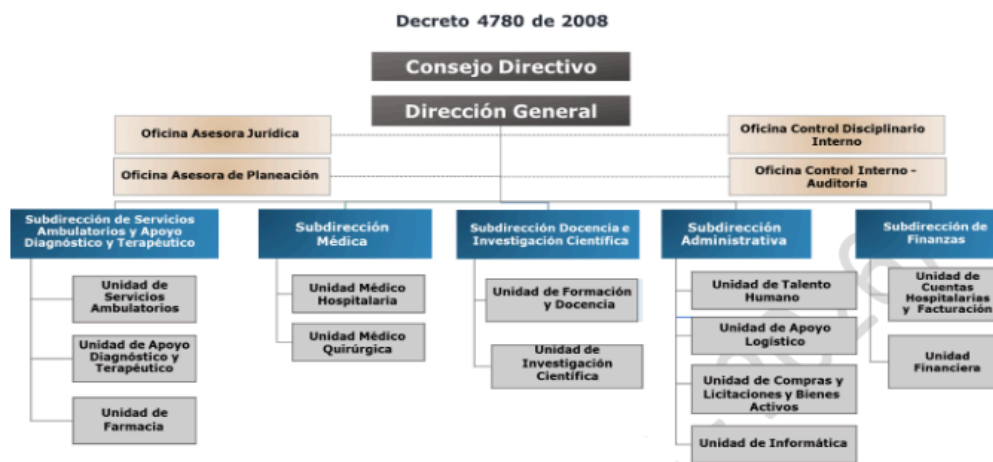 Decreto 4780 de 2008
Consejo Directivo
Dirección General
Oficina Asesora Jurídica
Oficina Control Disciplinario
Interno
Oficina Asesora de Planeación
Oficina Control Interno -
Auditoría
Subdirección de Servicios
Ambulatorios y Apoyo
Diagnóstico y Terapéutico
Unidad de
Servicios
Ambulatorios
Unidad de Apoyo
Diagnóstico y
Terapéutico
Unidad de
Farmacia
Subdirección
Médica
Unidad Médico
Hospitalaria
Unidad Médico
Quirúrgica
Subdirección Docencia e
Investigación Científica
Unidad de Formación
y Docencia
Unidad de
Investigación
Científica
Subdirección
Administrativa
Unidad de Talento
Humano
Unidad de Apoyo
Logístico
Unidad de Compras y
Licitaciones y Bienes
Activos
Unidad de Informática
Subdirección de
Finanzas
Unidad de
Cuentas
Hospitalarias
y Facturación
Unidad
Financiera